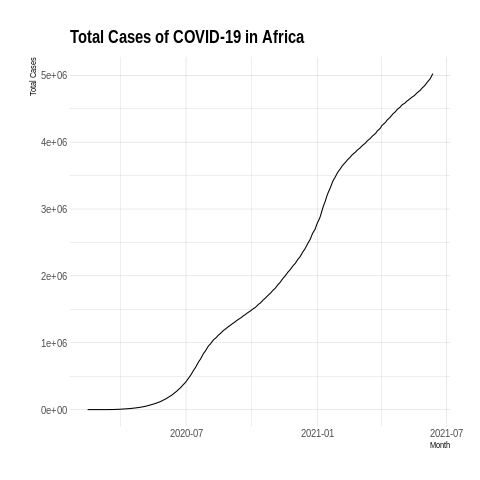 Total Cases of COVID-19 in Africa
Total Cases
5e+06
4e+06
3e+06
2e+06
1e+06
0e+00
2020-07 2021-01 2021-07
Month